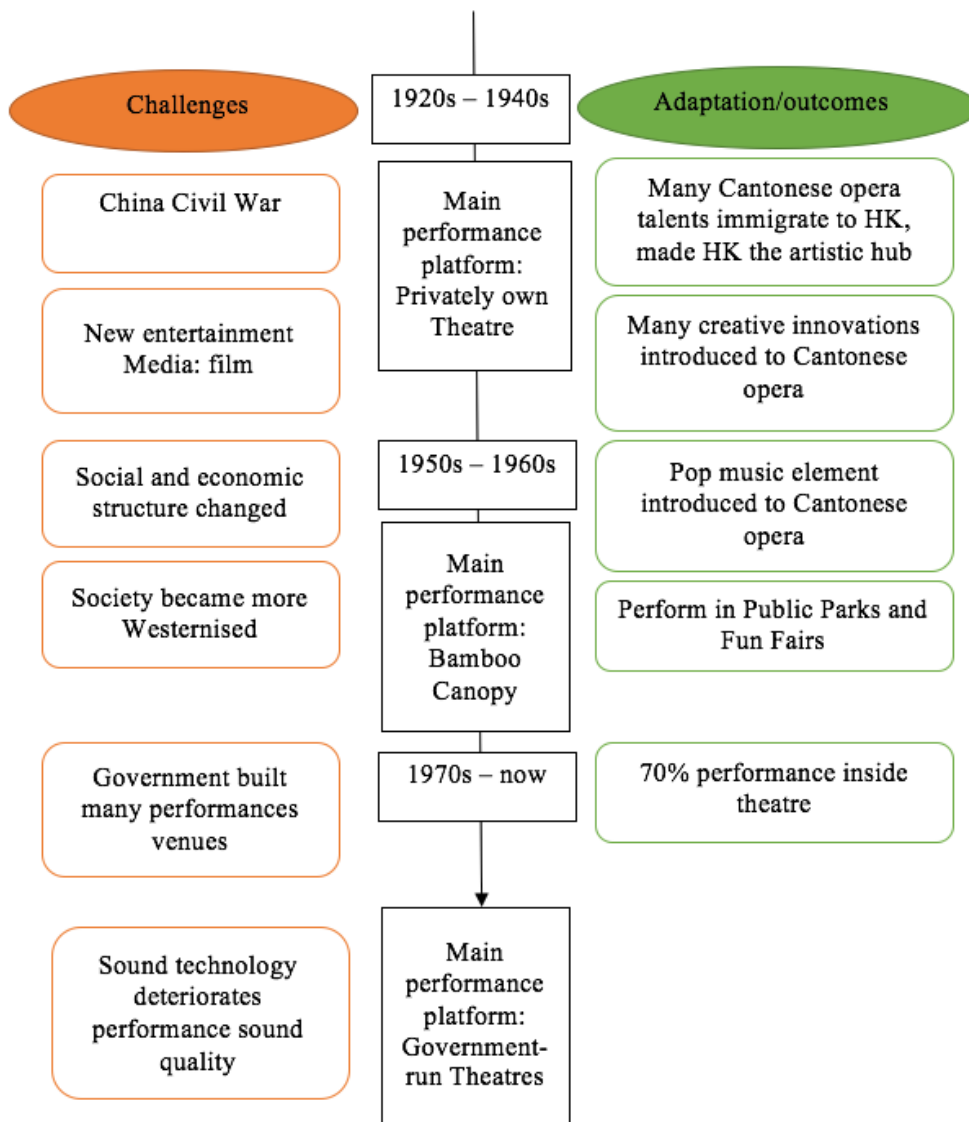 Challenges
1920s – 1940s
Adaptation/outcomes
China Civil War
Main
performance
platform:
Privately own
Theatre
Many Cantonese opera
talents immigrate to HK,
made HK the artistic hub
New entertainment
Media: film
Many creative innovations
introduced to Cantonese
opera
Social and economic
structure changed
1950s – 1960s
Pop music element
introduced to Cantonese
opera
Society became more
Westernised
Main
performance
platform:
Bamboo
Canopy
Perform in Public Parks and
Fun Fairs
Government built
many performances
venues
1970s – now
70% performance inside
theatre
Sound technology
deteriorates
performance sound
quality
Main
performance
platform:
Government-
run Theatres